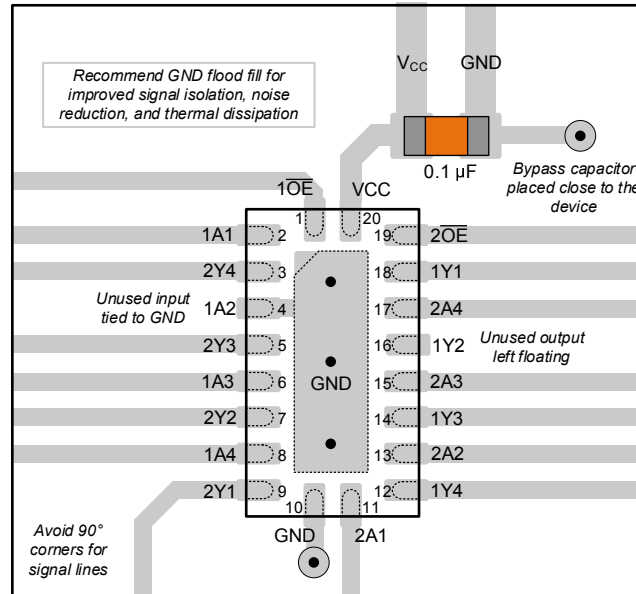 VCC GND
Recommend GND flood fill for
improved signal isolation, noise
reduction, and thermal dissipation
0.1 µF
Bypass capacitor
placed close to the
device
1O̅E̅ VCC
1 20
1A1 2 19 2O̅E̅
2Y4 3 18 1Y1
Unused input
tied to GND
1A2 4 17 2A4
2Y3 5 16 1Y2
Unused output
left floating
1A3 6 GND 15 2A3
2Y2 7 14 1Y3
1A4 8 13 2A2
2Y1 9 12 1Y4
10 11
GND 2A1
Avoid 90°
corners for
signal lines